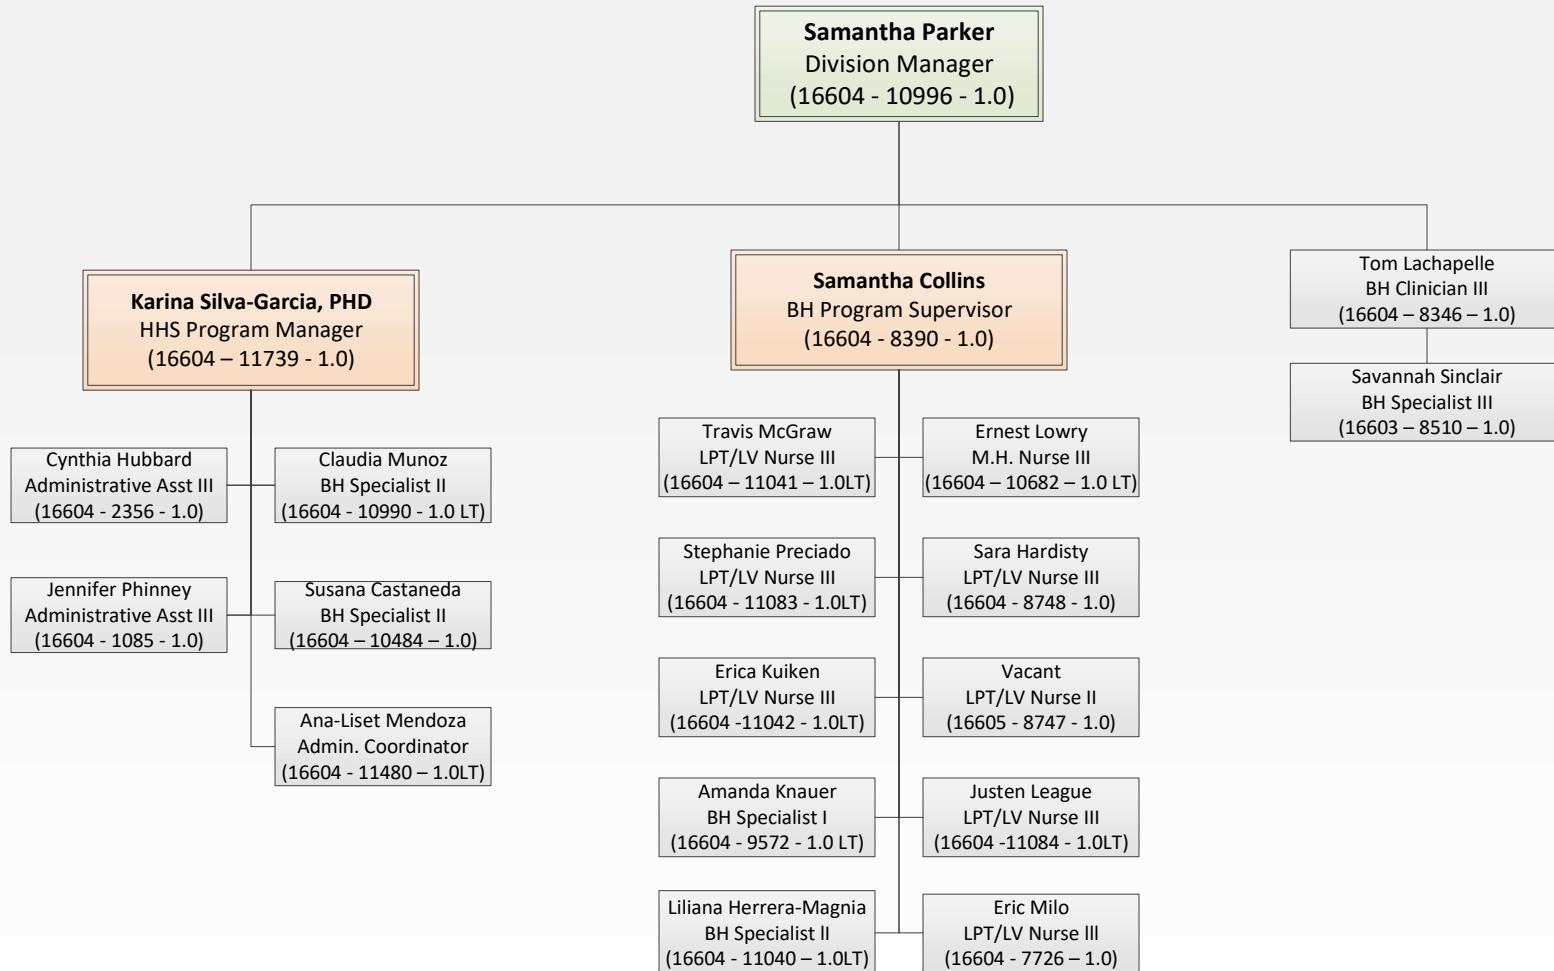 Samantha Parker
Division Manager
(16604 - 10996 - 1.0)
Karina Silva-Garcia, PHD
HHS Program Manager
(16604 – 11739 - 1.0)
Cynthia Hubbard
Administrative Asst III
(16604 - 2356 - 1.0)
Claudia Munoz
BH Specialist II
(16604 - 10990 - 1.0 LT)
Jennifer Phinney
Administrative Asst III
(16604 - 1085 - 1.0)
Susana Castaneda
BH Specialist II
(16604 – 10484 – 1.0)
Ana-Liset Mendoza
Admin. Coordinator
(16604 - 11480 – 1.0LT)
Samantha Collins
BH Program Supervisor
(16604 - 8390 - 1.0)
Travis McGraw
LPT/LV Nurse III
(16604 – 11041 – 1.0LT)
Ernest Lowry
M.H. Nurse III
(16604 – 10682 – 1.0 LT)
Stephanie Preciado
LPT/LV Nurse III
(16604 - 11083 - 1.0LT)
Sara Hardisty
LPT/LV Nurse III
(16604 - 8748 - 1.0)
Erica Kuiken
LPT/LV Nurse III
(16604 -11042 - 1.0LT)
Vacant
LPT/LV Nurse II
(16605 - 8747 - 1.0)
Amanda Knauer
BH Specialist I
(16604 - 9572 - 1.0 LT)
Justen League
LPT/LV Nurse III
(16604 -11084 - 1.0LT)
Liliana Herrera-Magnia
BH Specialist lI
(16604 - 11040 – 1.0LT)
Eric Milo
LPT/LV Nurse lII
(16604 - 7726 – 1.0)
Tom Lachapelle
BH Clinician III
(16604 – 8346 – 1.0)
Savannah Sinclair
BH Specialist III
(16603 – 8510 – 1.0)